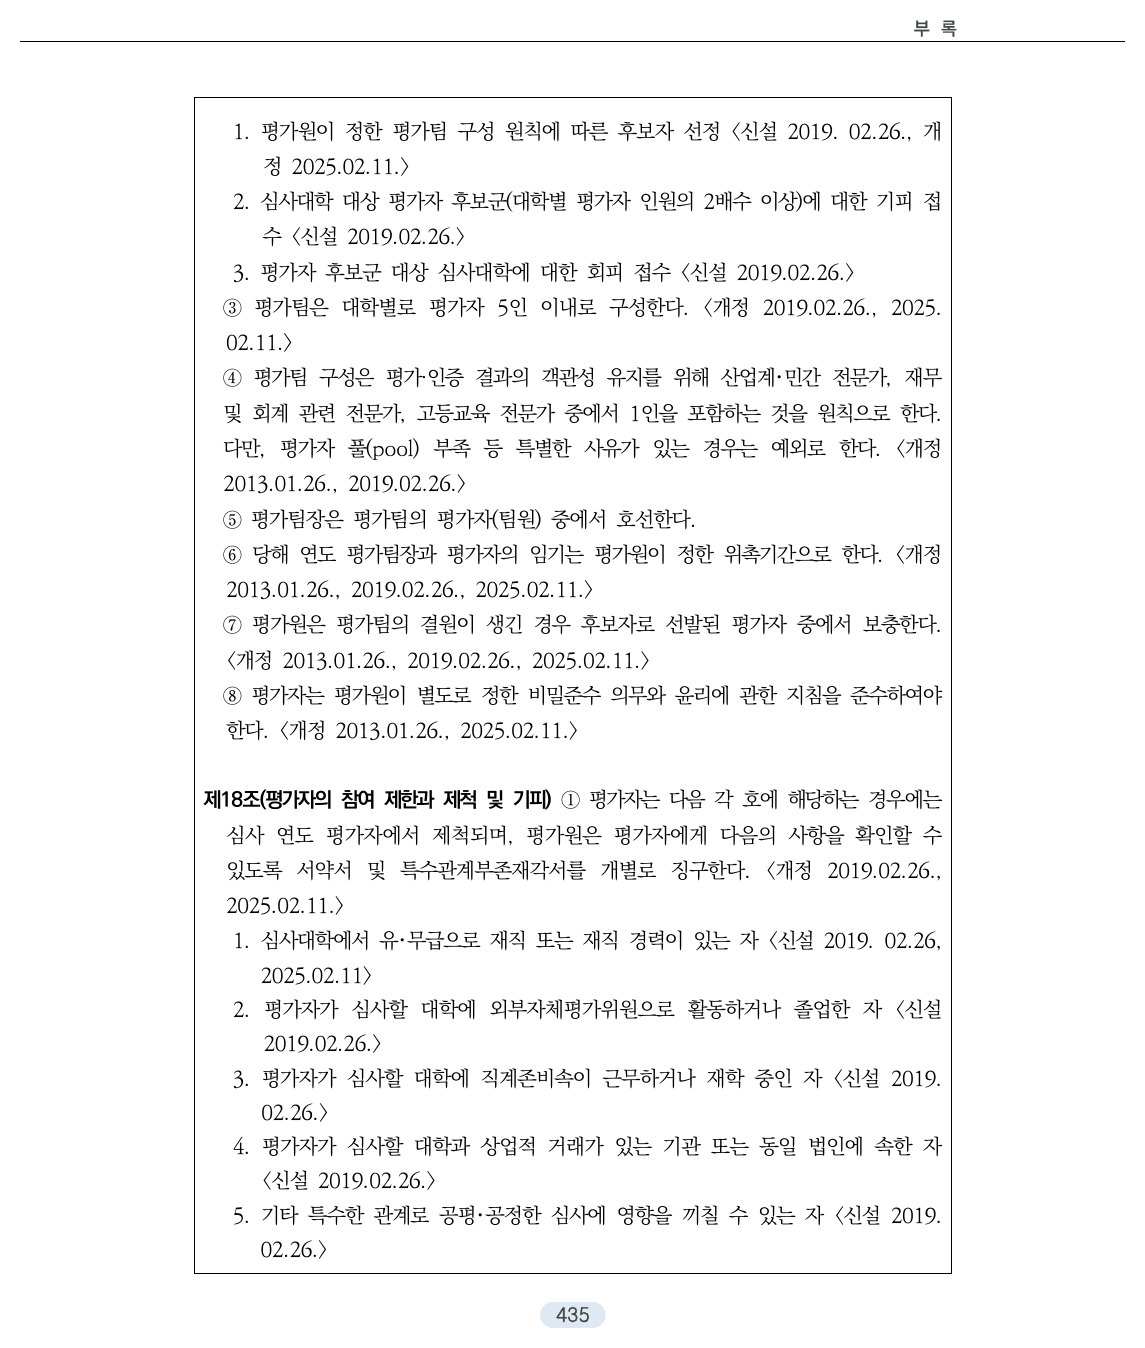 부 록
1. 평가원이 정한 평가팀 구성 원칙에 따른 후보자 선정 〈신설 2019. 02.26., 개
정 2025.02.11.〉
2. 심사대학 대상 평가자 후보군(대학별 평가자 인원의 2배수 이상)에 대한 기피 접
수 〈신설 2019.02.26.〉
3. 평가자 후보군 대상 심사대학에 대한 회피 접수 〈신설 2019.02.26.〉
③ 평가팀은 대학별로 평가자 5인 이내로 구성한다. 〈개정 2019.02.26., 2025.
02.11.〉
④ 평가팀 구성은 평가·인증 결과의 객관성 유지를 위해 산업계·민간 전문가, 재무
및 회계 관련 전문가, 고등교육 전문가 중에서 1인을 포함하는 것을 원칙으로 한다.
다만, 평가자 풀(pool) 부족 등 특별한 사유가 있는 경우는 예외로 한다. 〈개정
2013.01.26., 2019.02.26.〉
⑤ 평가팀장은 평가팀의 평가자(팀원) 중에서 호선한다.
⑥ 당해 연도 평가팀장과 평가자의 임기는 평가원이 정한 위촉기간으로 한다. 〈개정
2013.01.26., 2019.02.26., 2025.02.11.〉
⑦ 평가원은 평가팀의 결원이 생긴 경우 후보자로 선발된 평가자 중에서 보충한다.
〈개정 2013.01.26., 2019.02.26., 2025.02.11.〉
⑧ 평가자는 평가원이 별도로 정한 비밀준수 의무와 윤리에 관한 지침을 준수하여야
한다. 〈개정 2013.01.26., 2025.02.11.〉
제18조(평가자의 참여 제한과 제척 및 기피) ① 평가자는 다음 각 호에 해당하는 경우에는
심사 연도 평가자에서 제척되며, 평가원은 평가자에게 다음의 사항을 확인할 수
있도록 서약서 및 특수관계부존재각서를 개별로 징구한다. 〈개정 2019.02.26.,
2025.02.11.〉
1. 심사대학에서 유·무급으로 재직 또는 재직 경력이 있는 자 〈신설 2019. 02.26,
2025.02.11〉
2. 평가자가 심사할 대학에 외부자체평가위원으로 활동하거나 졸업한 자 〈신설
2019.02.26.〉
3. 평가자가 심사할 대학에 직계존비속이 근무하거나 재학 중인 자 〈신설 2019.
02.26.〉
4. 평가자가 심사할 대학과 상업적 거래가 있는 기관 또는 동일 법인에 속한 자
〈신설 2019.02.26.〉
5. 기타 특수한 관계로 공평·공정한 심사에 영향을 끼칠 수 있는 자 〈신설 2019.
02.26.〉
435